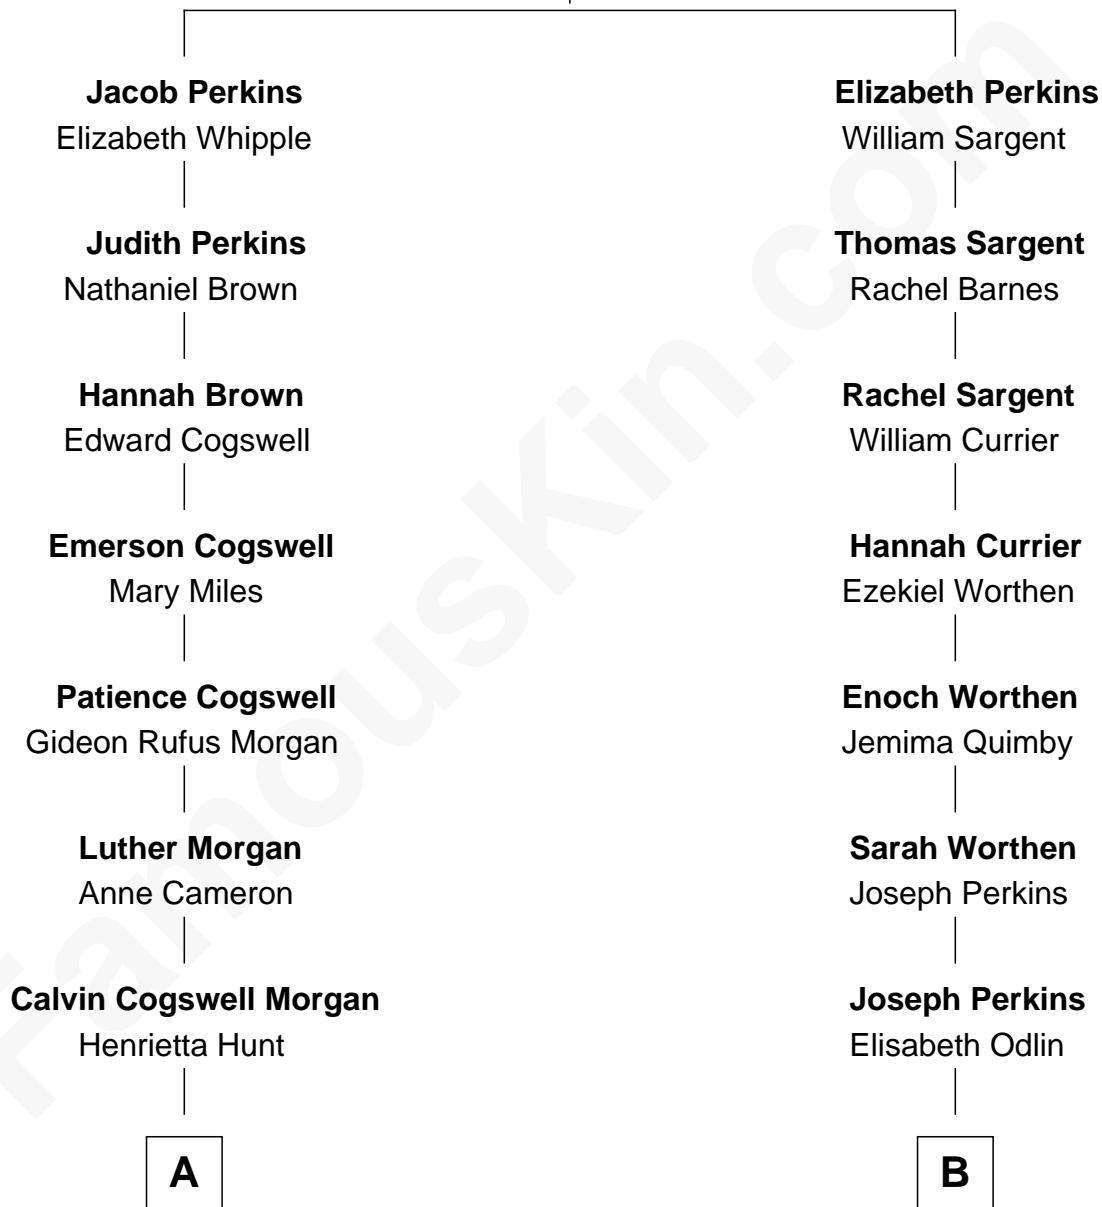 Jacob Perkins
Elizabeth Whipple
Elizabeth Perkins
William Sargent
Judith Perkins
Nathaniel Brown
Thomas Sargent
Rachel Barnes
Hannah Brown
Edward Cogswell
Rachel Sargent
William Currier
Emerson Cogswell
Mary Miles
Hannah Currier
Ezekiel Worthen
Patience Cogswell
Gideon Rufus Morgan
Enoch Worthen
Jemima Quimby
Luther Morgan
Anne Cameron
Sarah Worthen
Joseph Perkins
Calvin Cogswell Morgan
Henrietta Hunt
Joseph Perkins
Elisabeth Odlin
A
B
FamousKin.com